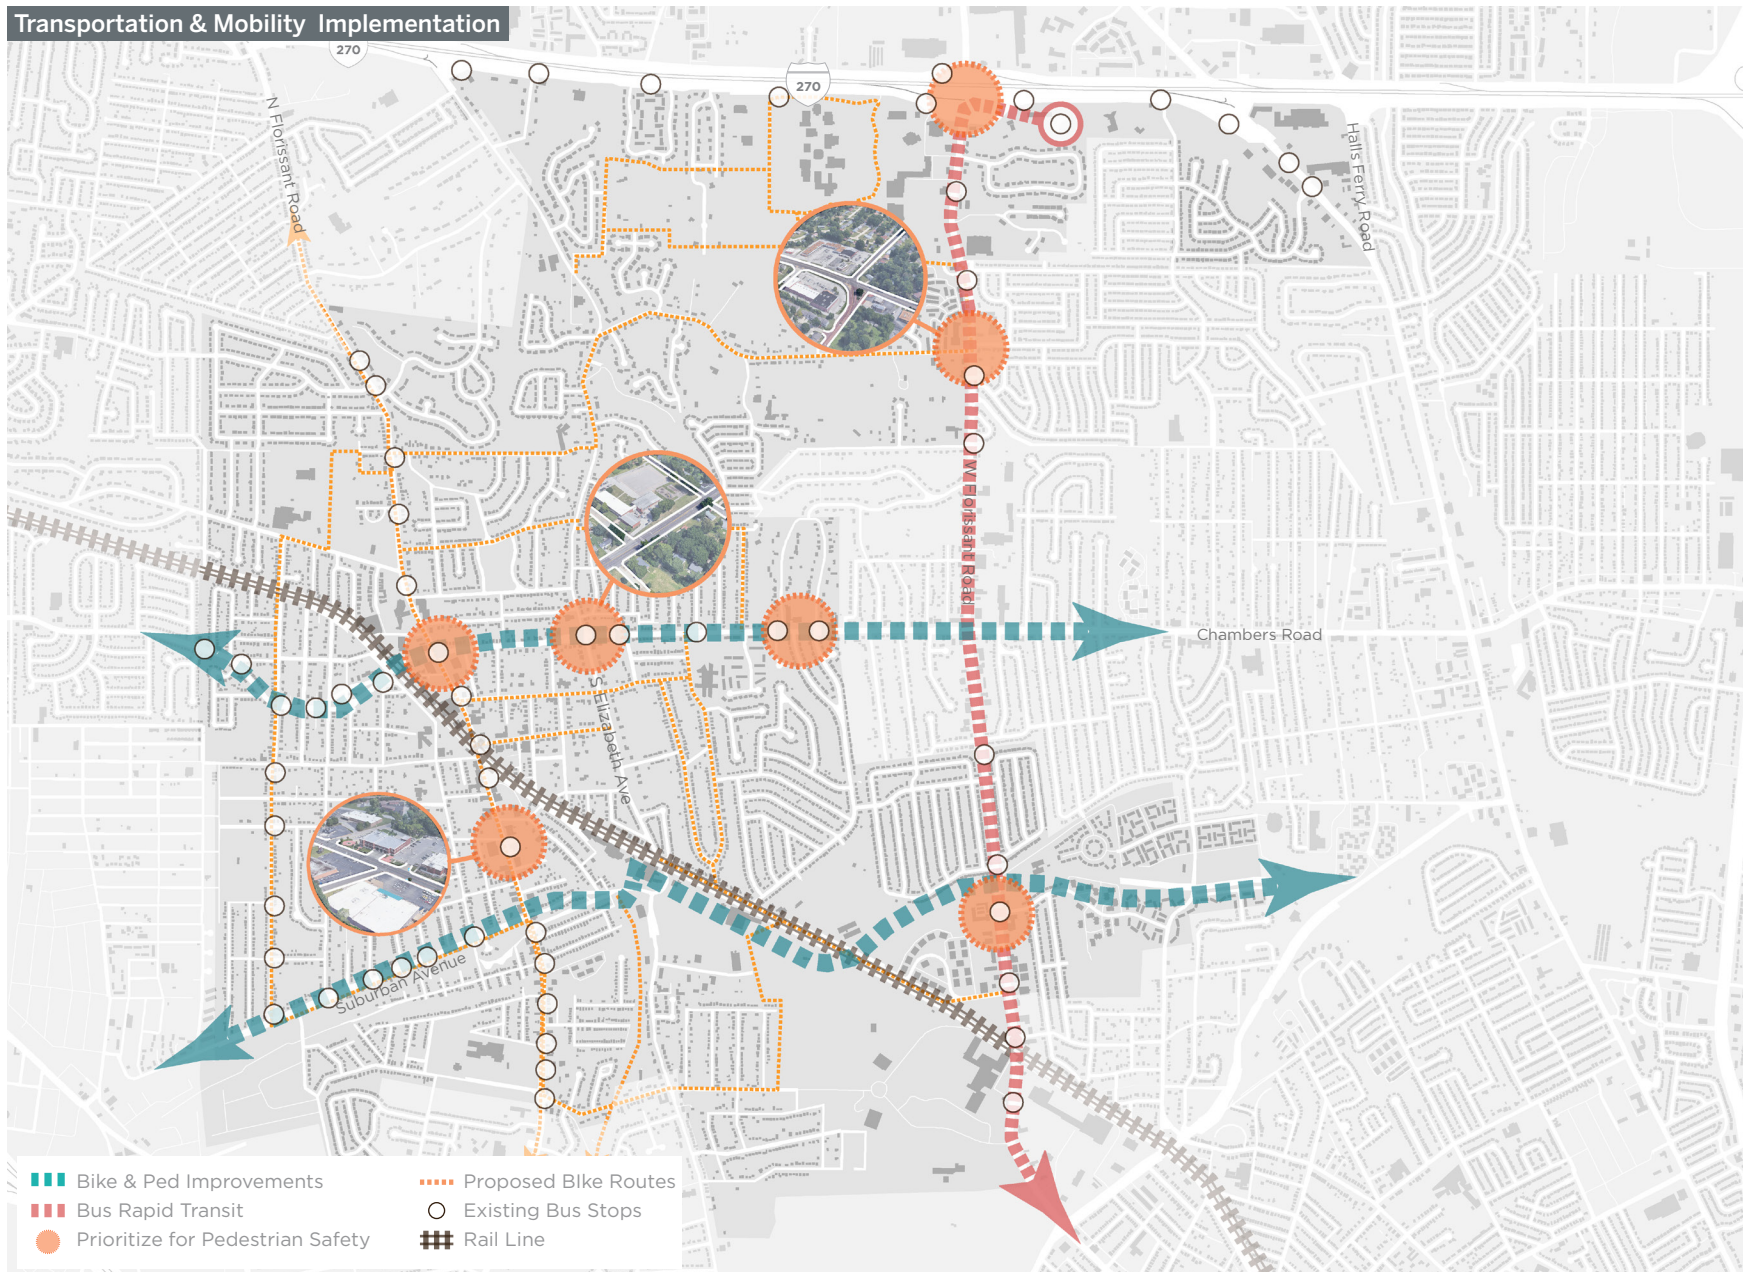 Transportation & Mobility Implementation
270
270
N Florissant Road
Halls Ferry Road
W Florissant Road
Chambers Road
S Elizabeth Ave
Suburban Avenue
Bike & Ped Improvements
Bus Rapid Transit
Prioritize for Pedestrian Safety
Proposed BIke Routes
Existing Bus Stops
Rail Line